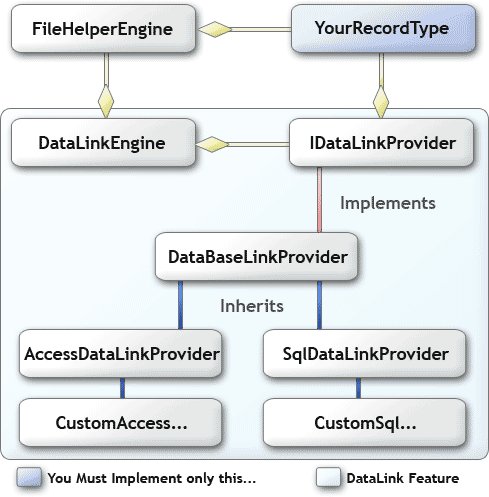 FileHelperEngine
YourRecordType
DataLinkEngine
IDataLinkProvider
Implements
DataBaseLinkProvider
Inherits
AccessDataLinkProvider
SqlDataLinkProvider
CustomAccess...
CustomSql...
You Must Implement only this...
DataLink Feature